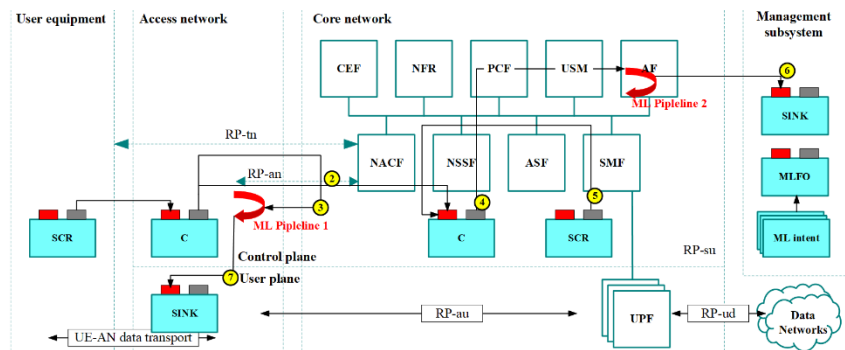 User equipment
Access network
Core network
Management
subsystem
CEF
NFR
PCF
USM
AF
6
ML Pipleline 2
SINK
RP-tn
NACF
NSSF
ASF
SMF
MLFO
RP-an
2
3
4
5
ML Pipleline 1
SCR
C
C
SCR
ML intent
RP-su
Control plane
7
User plane
SINK
UPF
RP-au
RP-ud
Data
Networks
UE-AN data transport